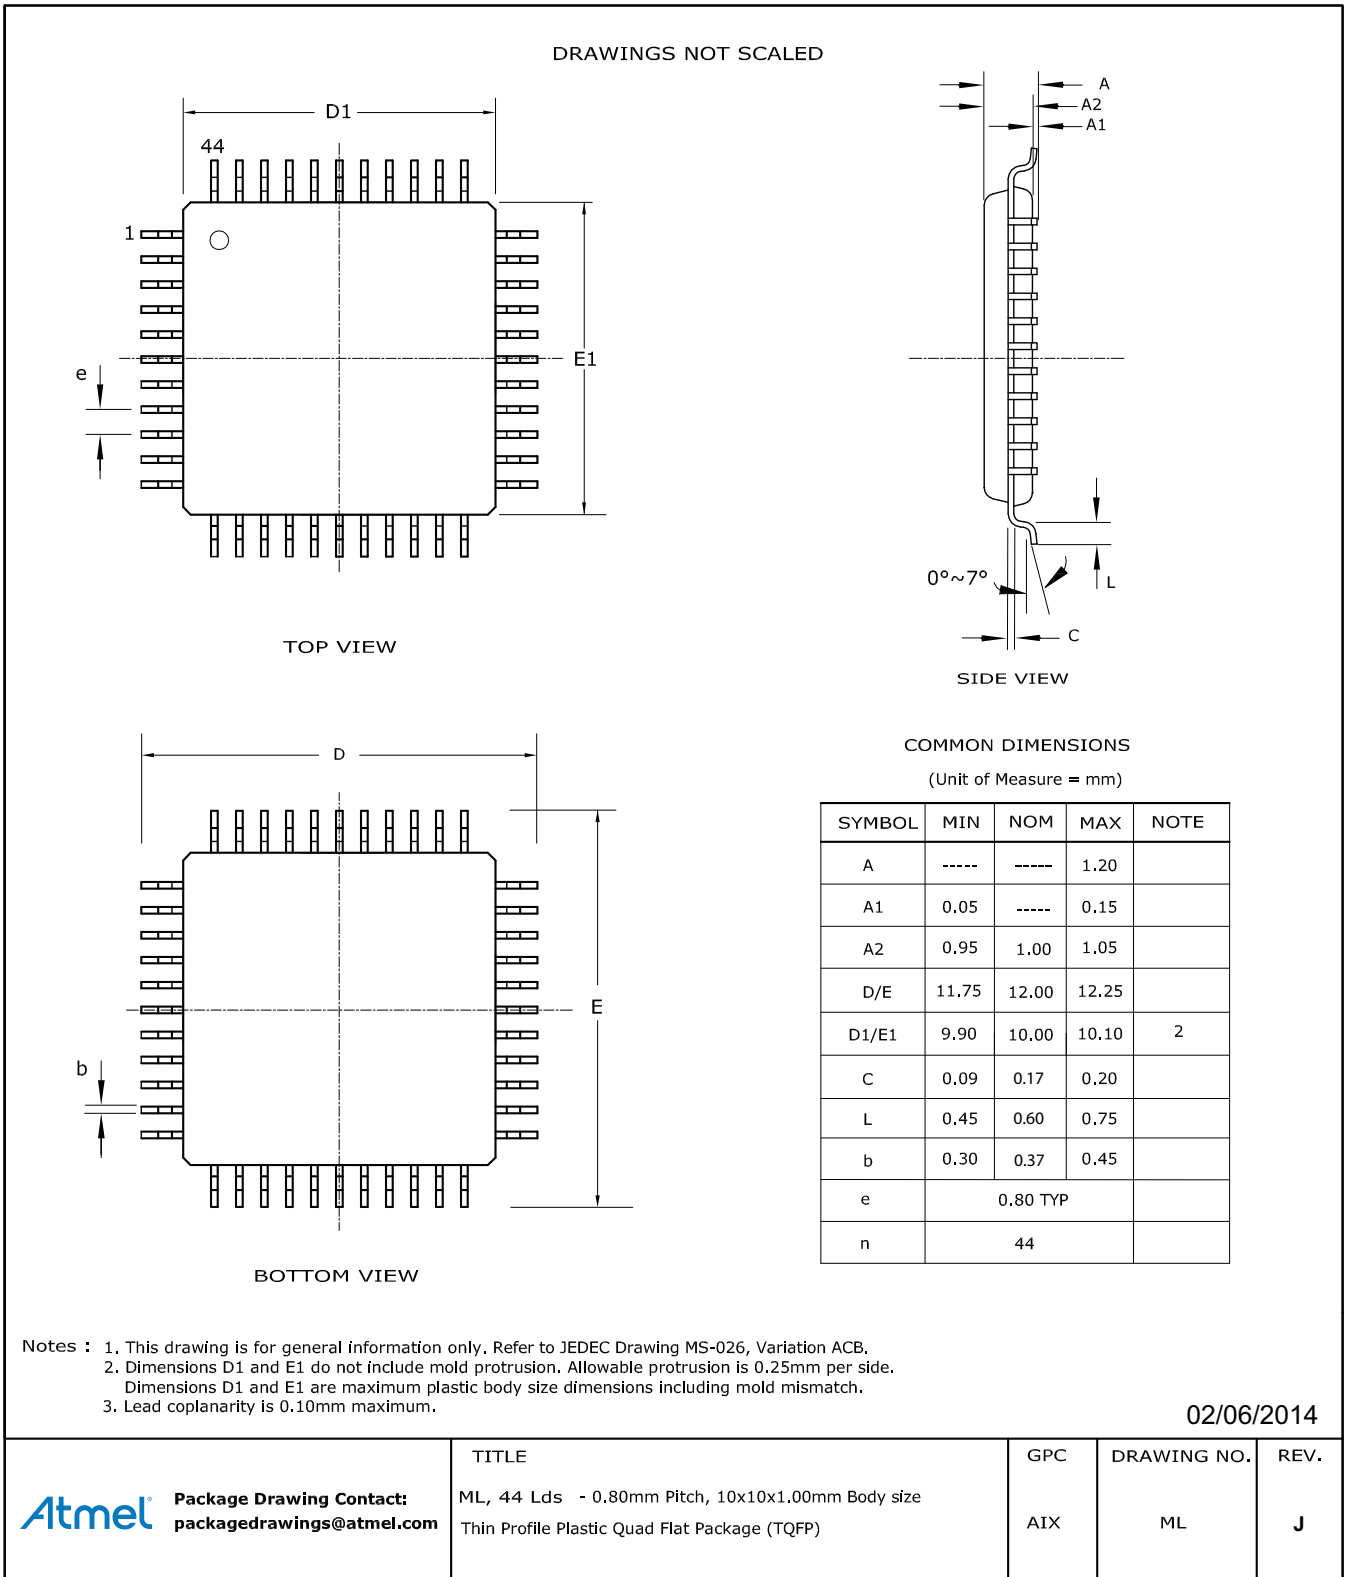 DRAWINGS NOT SCALED
D1
44
1
e
E1
TOP VIEW
A
A2
A1
0°~7°
L
C
SIDE VIEW
D
E
b
BOTTOM VIEW
COMMON DIMENSIONS
(Unit of Measure = mm)
SYMBOL MIN NOM MAX NOTE
A ----- ----- 1.20
A1 0.05 ----- 0.15
A2 0.95 1.00 1.05
D/E 11.75 12.00 12.25
D1/E1 9.90 10.00 10.10 2
C 0.09 0.17 0.20
L 0.45 0.60 0.75
b 0.30 0.37 0.45
e 0.80 TYP
n 44
Notes : 1. This drawing is for general information only. Refer to JEDEC Drawing MS-026, Variation ACB.
2. Dimensions D1 and E1 do not include mold protrusion. Allowable protrusion is 0.25mm per side.
Dimensions D1 and E1 are maximum plastic body size dimensions including mold mismatch.
3. Lead coplanarity is 0.10mm maximum.
02/06/2014
Atmel
Package Drawing Contact:
packagedrawings@atmel.com
TITLE
ML, 44 Lds - 0.80mm Pitch, 10x10x1.00mm Body size
Thin Profile Plastic Quad Flat Package (TQFP)
GPC
AIX
DRAWING NO.
ML
REV.
J